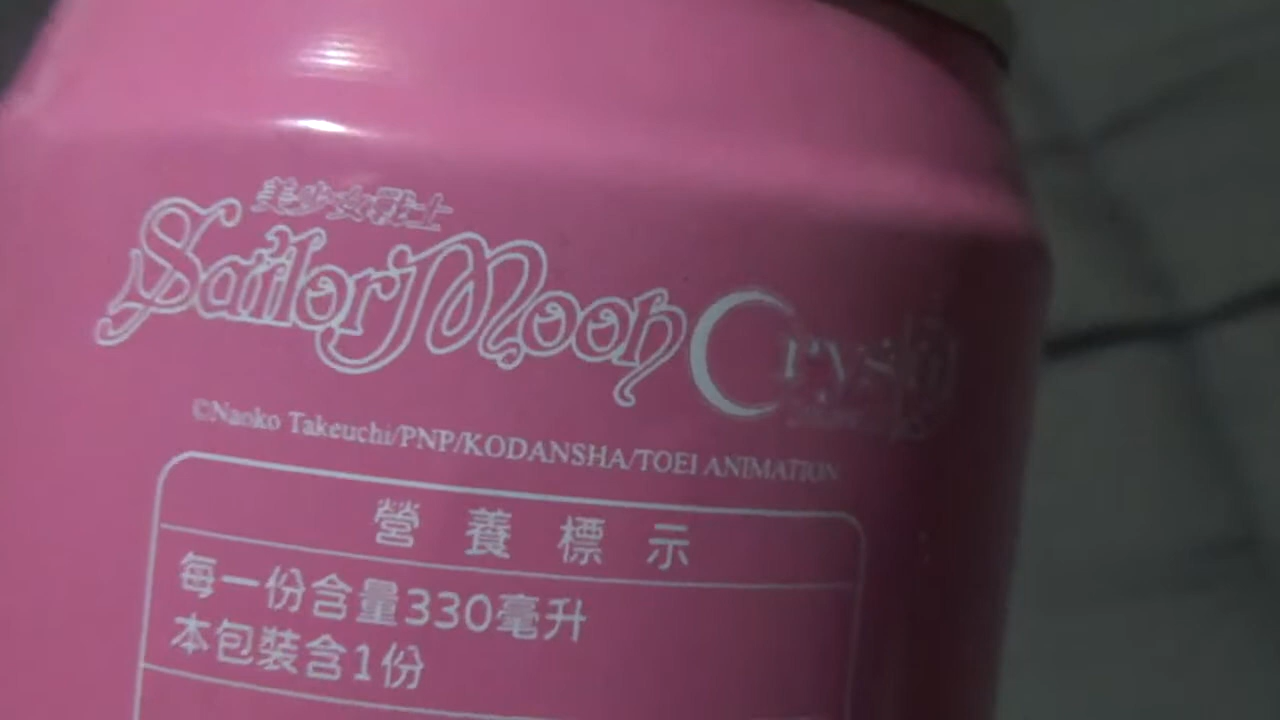 美少女戰士
Sailor Moon Crystal
©Naoko Takeuchi/PNP/KODANSHA/TOEI ANIMATION
營養標示
每一份含量330毫升
本包裝含1份